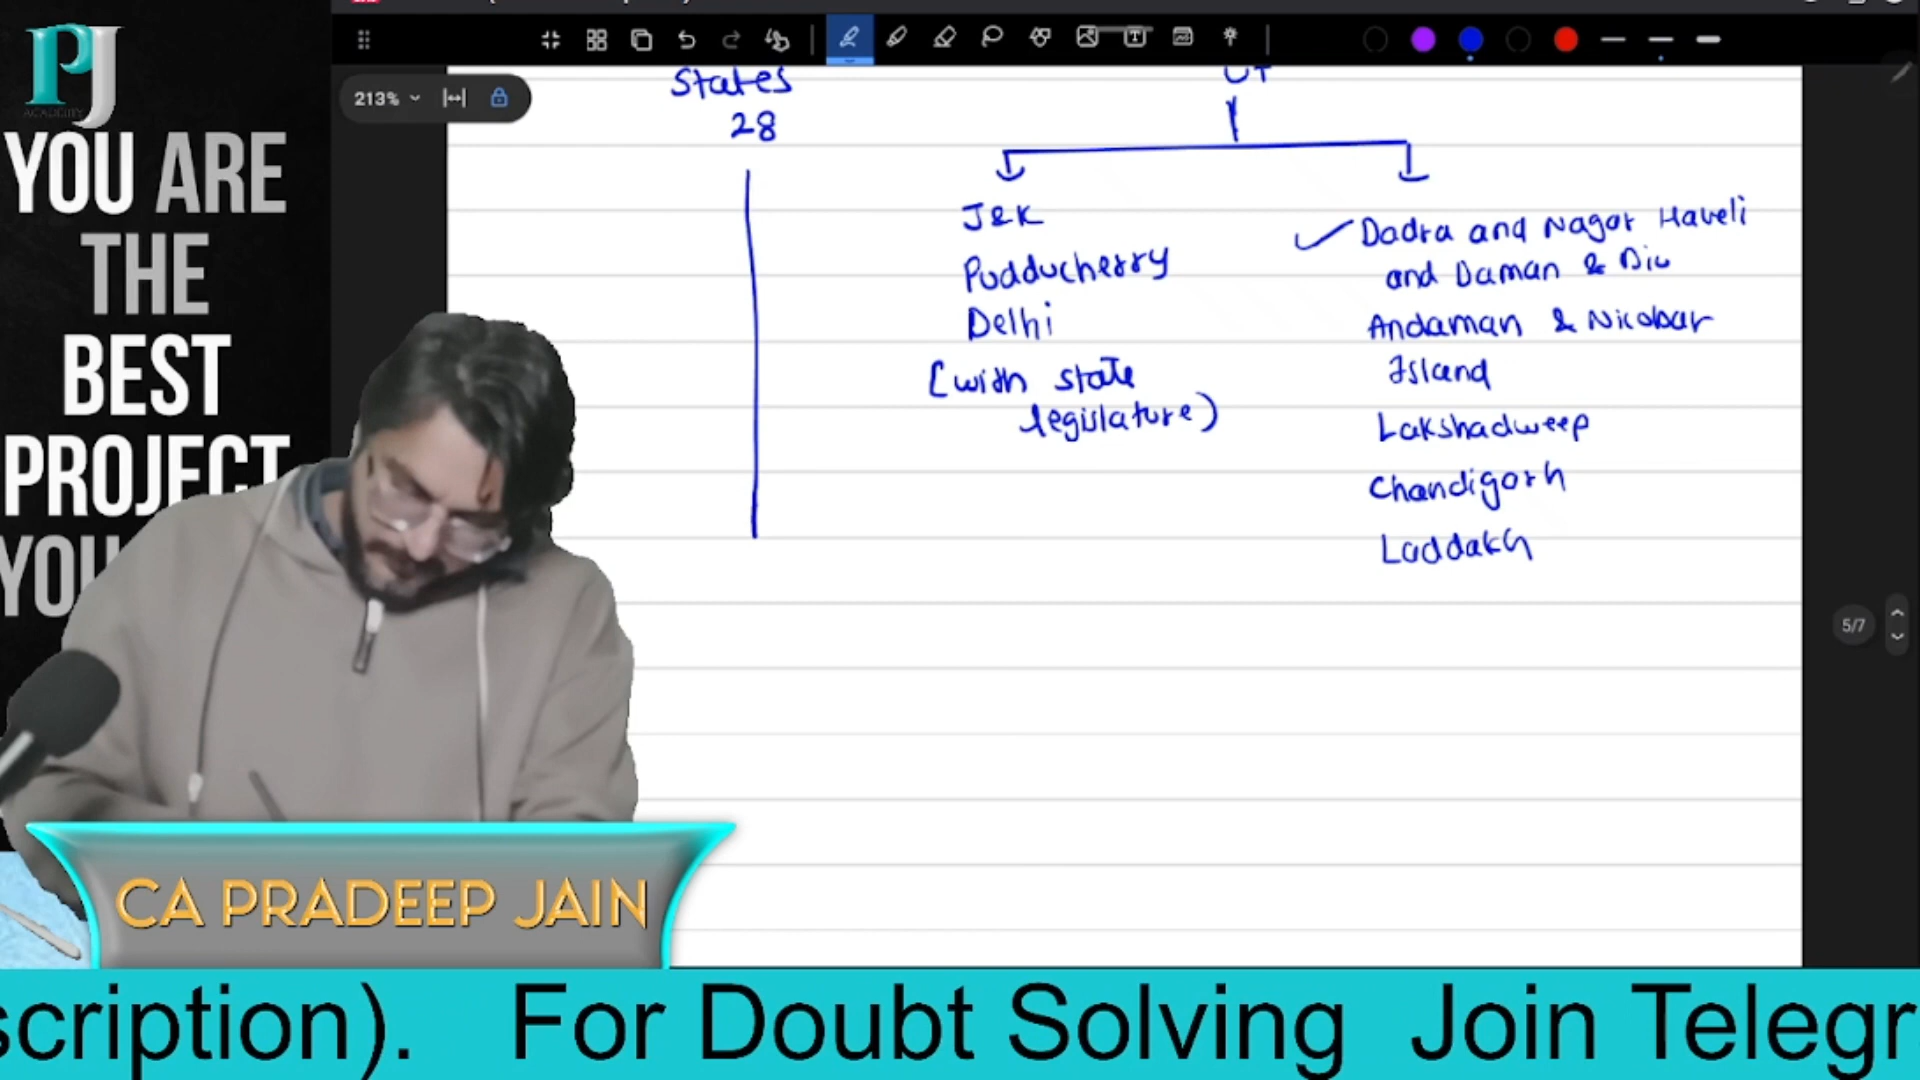 PJ
ACADEMY
YOU ARE
THE
BEST
PROJECT
YOU
213%
States
28
UT
J&K
Pudducherry
Delhi
[with state
legislature)
Dadra and Nagar Haveli
and Daman & Diu
Andaman & Nicobar
Island
Lakshadweep
Chandigarh
Laddakh
5/7
CA PRADEEP JAIN
scription). For Doubt Solving Join Telegr